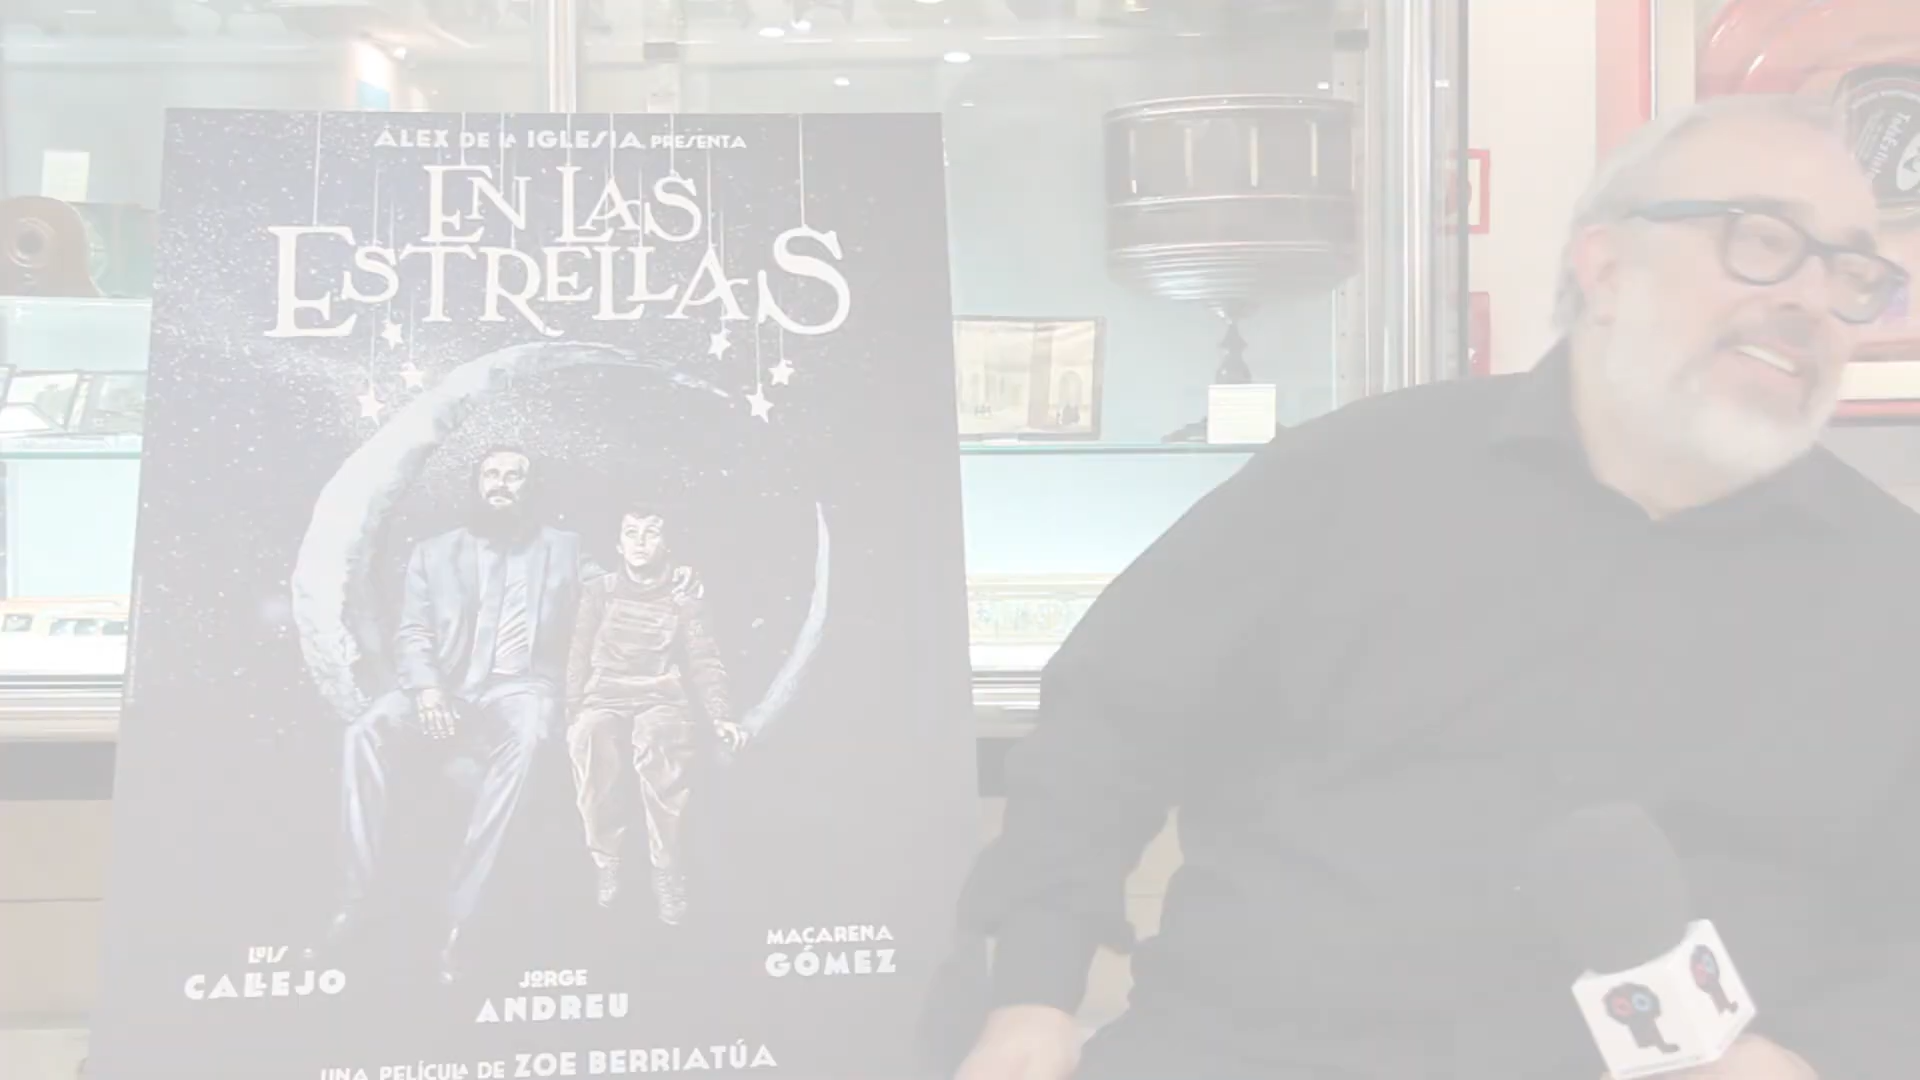 ÁLEX DE LA IGLESIA PRESENTA
EN LAS
ESTRELLAS
LUIS
CALLEJO
JORGE
ANDREU
MACARENA
GÓMEZ
UNA PELÍCULA DE ZOE BERRIATÚA